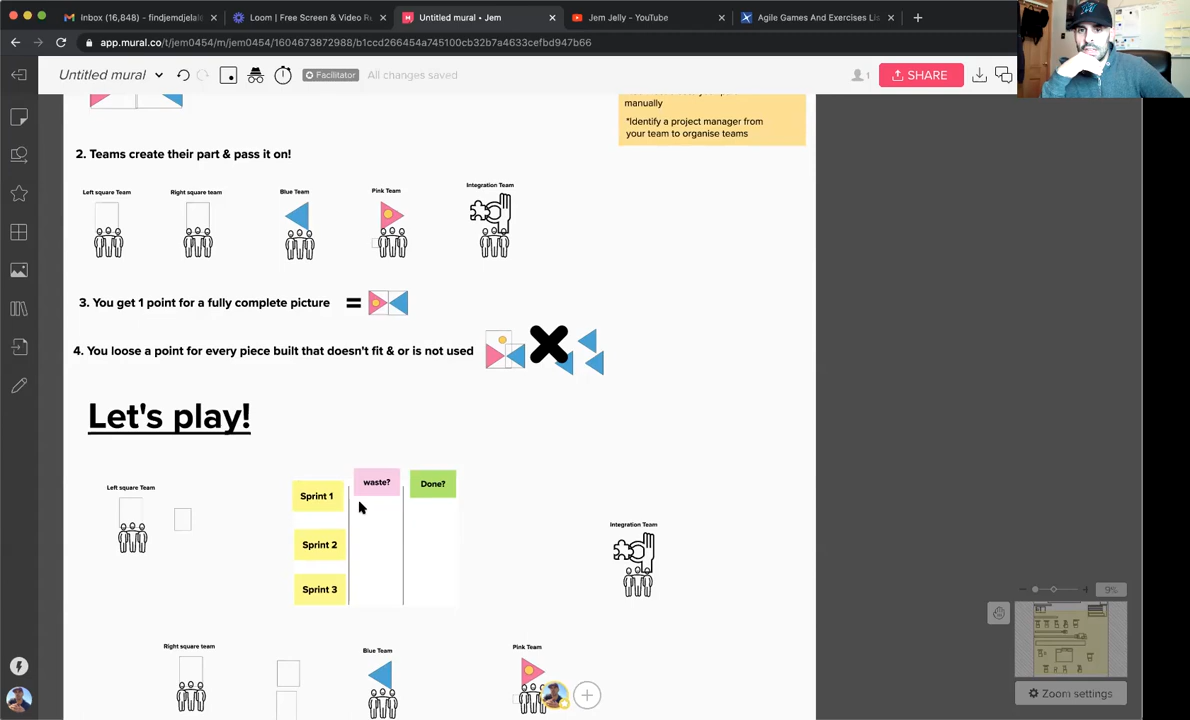 Inbox (16,848) - findjemdjelal
Loom | Free Screen & Video Re
Untitled mural • Jem
Jem Jelly - YouTube
Agile Games And Exercises Lis
app.mural.co/t/jem0454/m/jem0454/1604673872988/b1ccd266454a745100cb32b7a4633cefbd947b66
Untitled mural
Facilitator
All changes saved
1
SHARE
manually
*Identify a project manager from
your team to organise teams
2. Teams create their part & pass it on!
Left square Team
Right square team
Blue Team
Pink Team
Integration Team
3. You get 1 point for a fully complete picture
=
4. You loose a point for every piece built that doesn't fit & or is not used
Let's play!
Left square Team
Sprint 1
waste?
Done?
Sprint 2
Sprint 3
Integration Team
Right square team
Blue Team
Pink Team
9%
Zoom settings